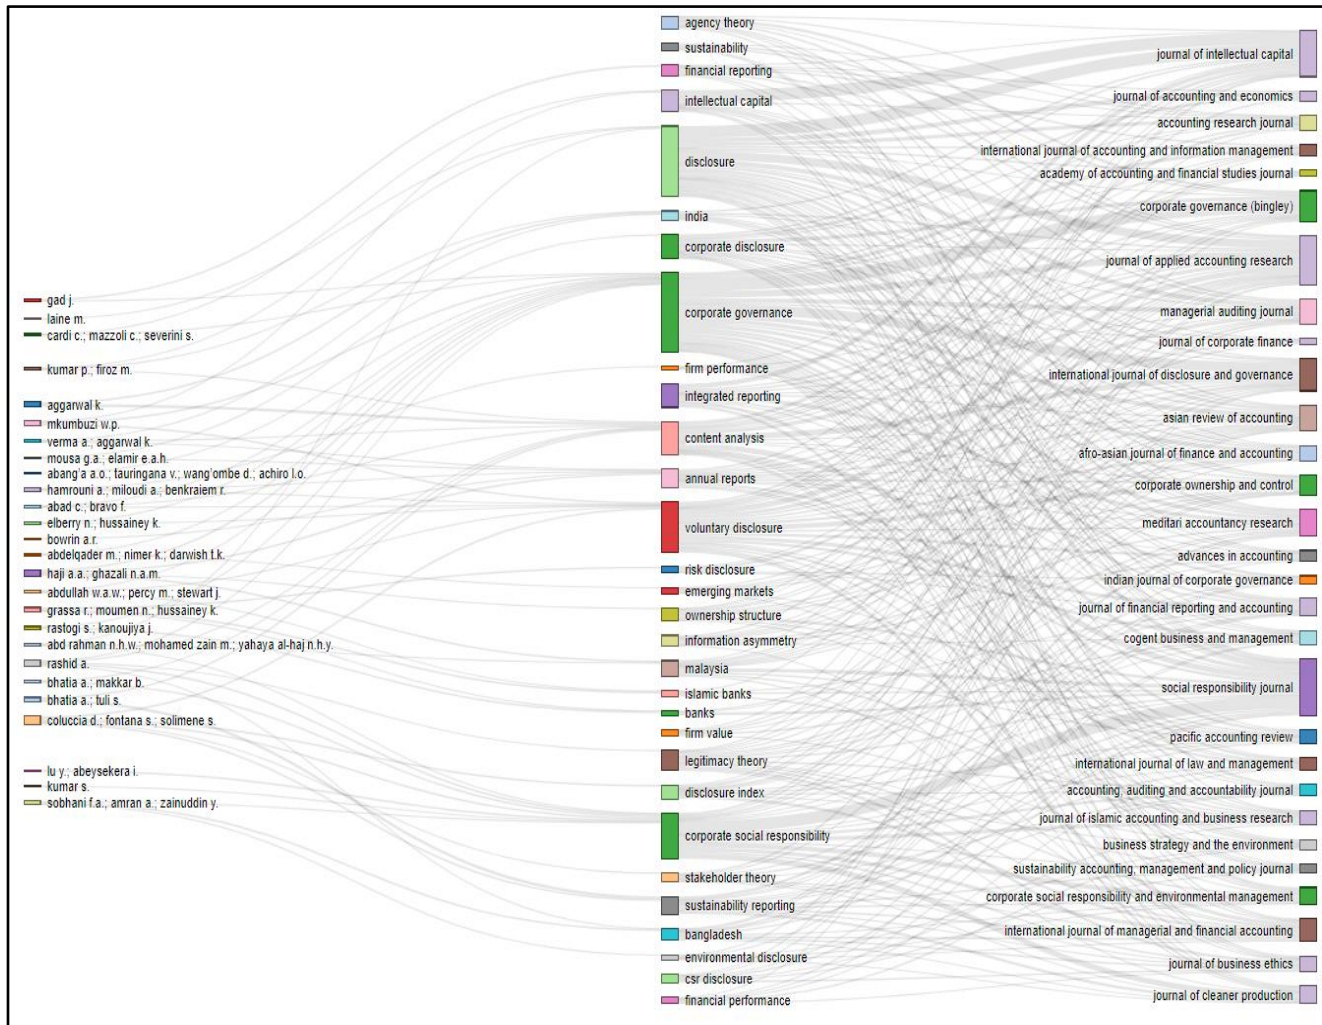 gad j.
laine m.
cardi c.; mazzoli c.; severini s.
kumar p.; firoz m.
aggarwal k.
mkumbuzi w.p.
verma a.; aggarwal k.
mousa g.a.; elamir e.a.h.
abang'a a.o.; tauringana v.; wang'ombe d.; achiro l.o.
hamrouni a.; miloudi a.; benkraiem r.
abad c.; bravo f.
elberry n.; hussainey k.
bowrin a.r.
abdelqader m.; nimer k.; darwish t.k.
haji a.a.; ghazali n.a.m.
abdullah w.a.w.; percy m.; stewart j.
grassa r.; moumen n.; hussainey k.
rastogi s.; kanoujiya j.
abd rahman n.h.w.; mohamed zain m.; yahaya al-haj n.h.y.
rashid a.
bhatia a.; makkar b.
bhatia a.; tuli s.
coluccia d.; fontana s.; solimene s.
lu y.; abeysekera i.
kumar s.
sobhani f.a.; amran a.; zainuddin y.
agency theory
sustainability
financial reporting
intellectual capital
disclosure
india
corporate disclosure
corporate governance
firm performance
integrated reporting
content analysis
annual reports
voluntary disclosure
risk disclosure
emerging markets
ownership structure
information asymmetry
malaysia
islamic banks
banks
firm value
legitimacy theory
disclosure index
corporate social responsibility
stakeholder theory
sustainability reporting
bangladesh
environmental disclosure
csr disclosure
financial performance
journal of intellectual capital
journal of accounting and economics
accounting research journal
international journal of accounting and information management
academy of accounting and financial studies journal
corporate governance (bingley)
journal of applied accounting research
managerial auditing journal
journal of corporate finance
international journal of disclosure and governance
asian review of accounting
afro-asian journal of finance and accounting
corporate ownership and control
meditari accountancy research
advances in accounting
indian journal of corporate governance
journal of financial reporting and accounting
cogent business and management
social responsibility journal
pacific accounting review
international journal of law and management
accounting, auditing and accountability journal
journal of islamic accounting and business research
business strategy and the environment
sustainability accounting, management and policy journal
corporate social responsibility and environmental management
international journal of managerial and financial accounting
journal of business ethics
journal of cleaner production